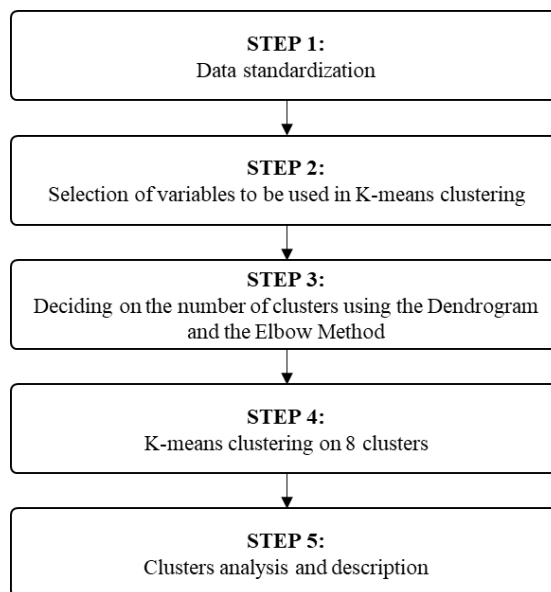 STEP 1:
Data standardization
STEP 2:
Selection of variables to be used in K-means clustering
STEP 3:
Deciding on the number of clusters using the Dendrogram
and the Elbow Method
STEP 4:
K-means clustering on 8 clusters
STEP 5:
Clusters analysis and description